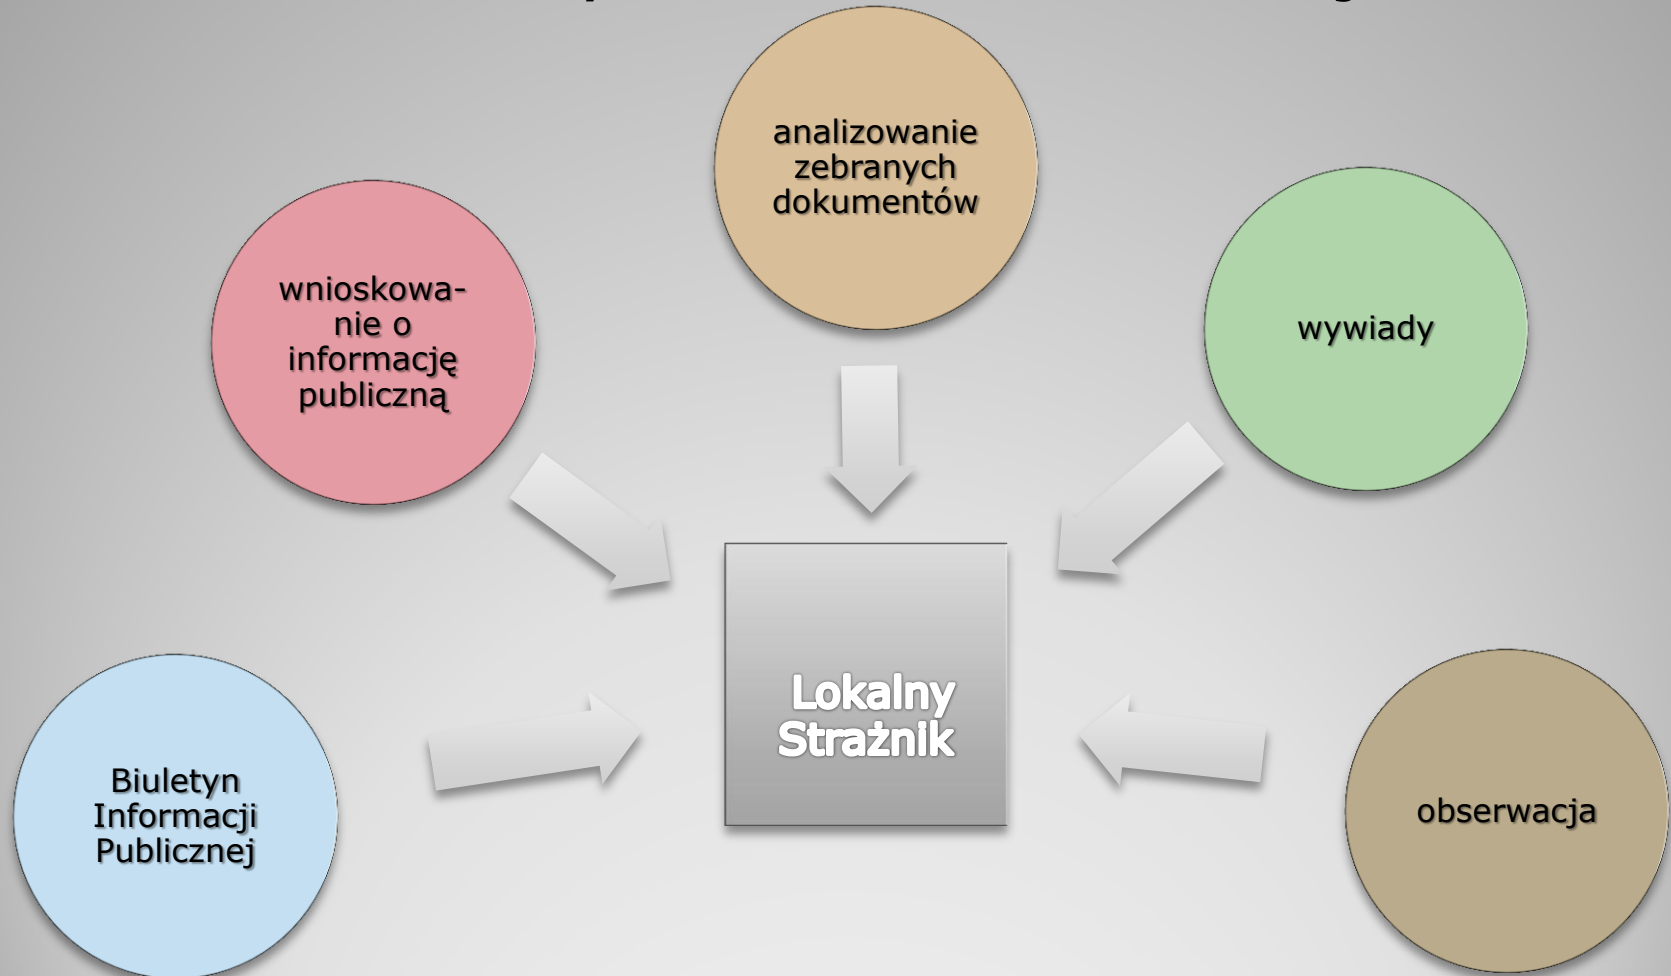 analizowanie
zebranych
dokumentów
wnioskowa-
nie o
informację
publiczną
wywiady
Lokalny
Strażnik
Biuletyn
Informacji
Publicznej
obserwacja